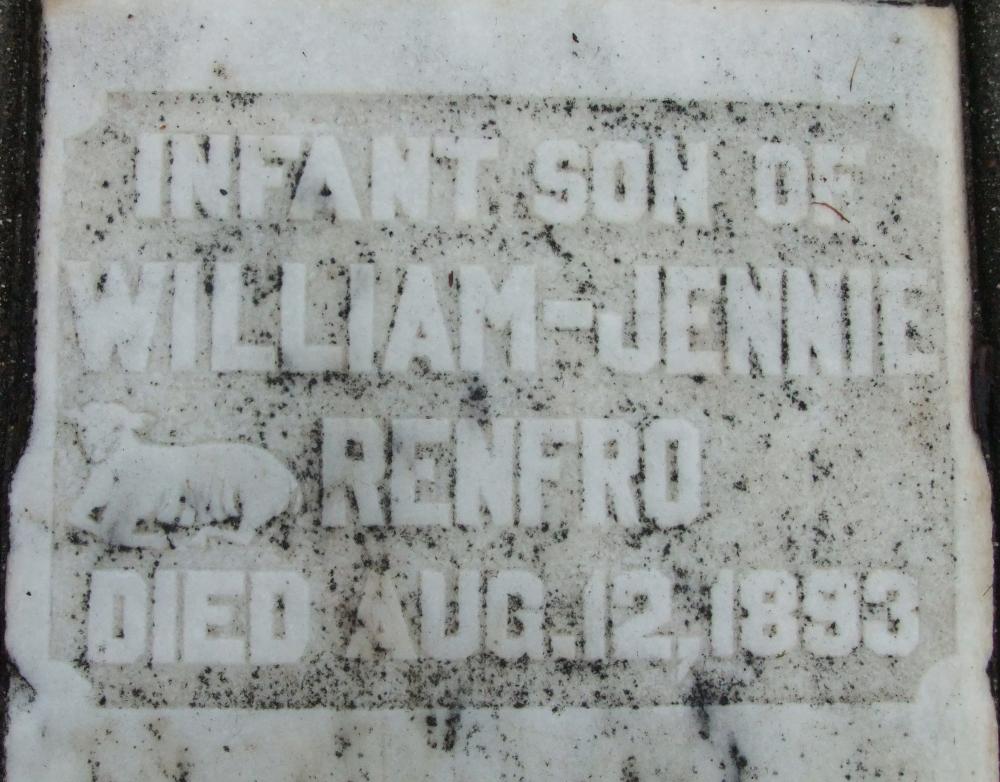 INFANT SON OF
WILLIAM-JENNIE
RENFRO
DIED AUG. 12, 1893